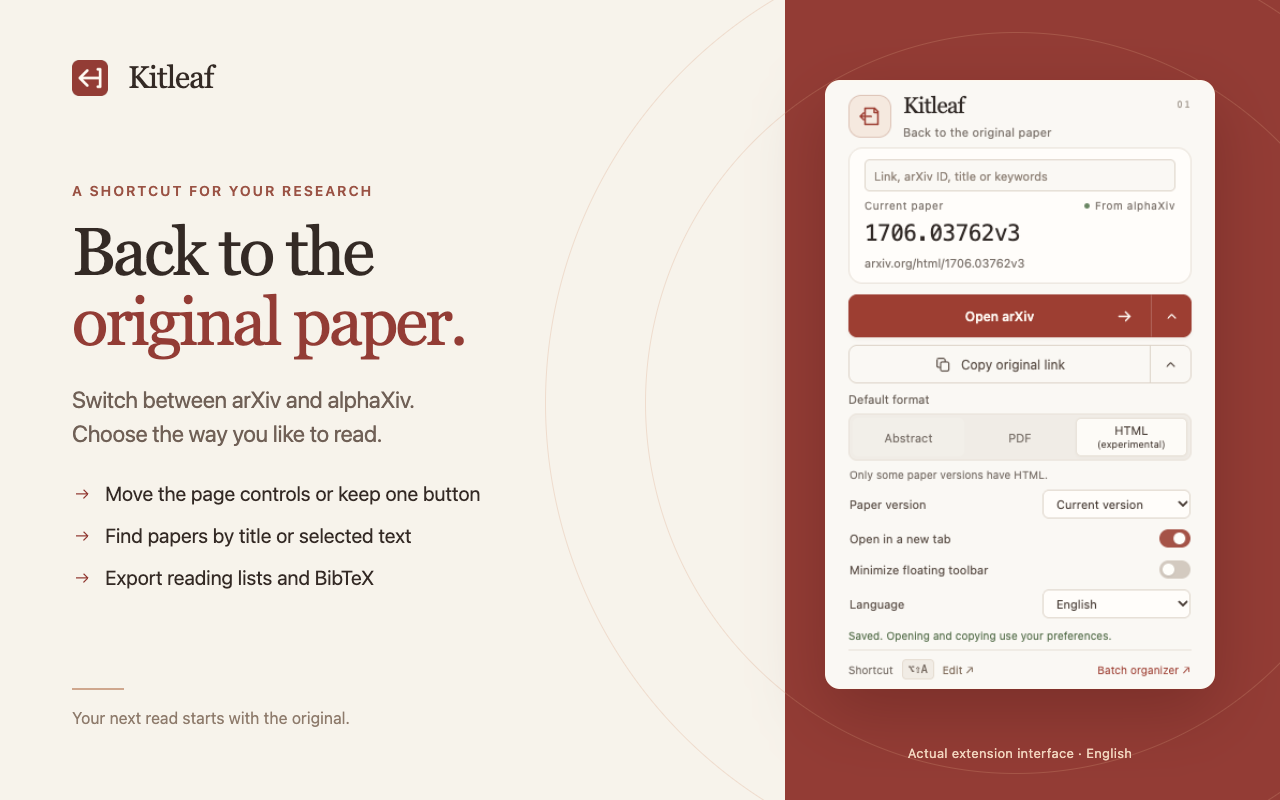 Kitleaf
A SHORTCUT FOR YOUR RESEARCH
Back to the
original paper.
Switch between arXiv and alphaXiv.
Choose the way you like to read.
→ Move the page controls or keep one button
→ Find papers by title or selected text
→ Export reading lists and BibTeX
Your next read starts with the original.
Kitleaf
01
Back to the original paper
Link, arXiv ID, title or keywords
Current paper
From alphaXiv
1706.03762v3
arxiv.org/html/1706.03762v3
Open arXiv →
Copy original link
Default format
Abstract
PDF
HTML
(experimental)
Only some paper versions have HTML.
Paper version
Current version
Open in a new tab
Minimize floating toolbar
Language
English
Saved. Opening and copying use your preferences.
Shortcut ⌥⇧A Edit ↗
Batch organizer ↗
Actual extension interface · English